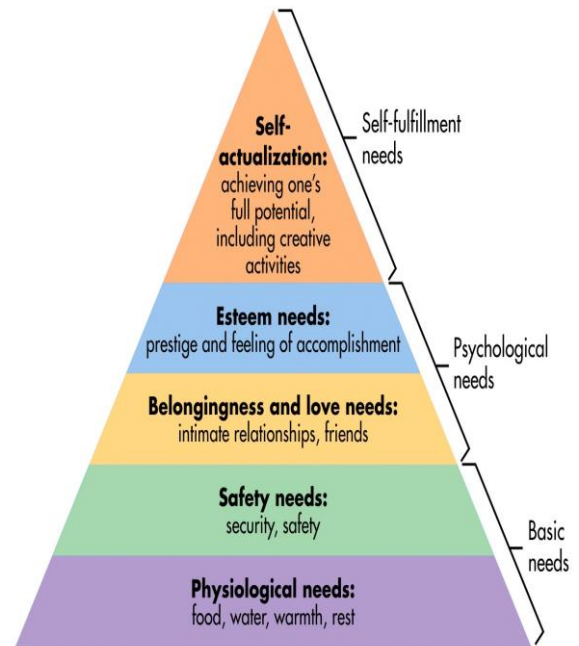 Self-
actualization:
achieving one's
full potential,
including creative
activities
Self-fulfillment
needs
Esteem needs:
prestige and feeling of accomplishment
Psychological
needs
Belongingness and love needs:
intimate relationships, friends
Safety needs:
security, safety
Basic
needs
Physiological needs:
food, water, warmth, rest